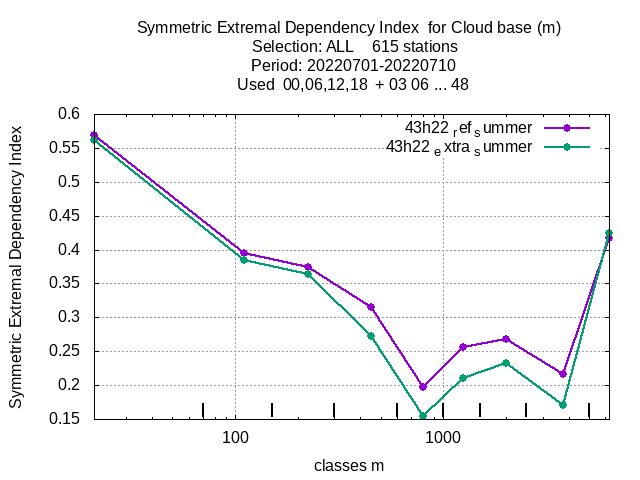 Symmetric Extremal Dependency Index for Cloud base (m)
Selection: ALL 615 stations
Period: 20220701-20220710
Used 00,06,12,18 + 03 06 ... 48
43h22 ref summer
43h22 extra summer
Symmetric Extremal Dependency Index
0.6
0.55
0.5
0.45
0.4
0.35
0.3
0.25
0.2
0.15
100 1000
classes m